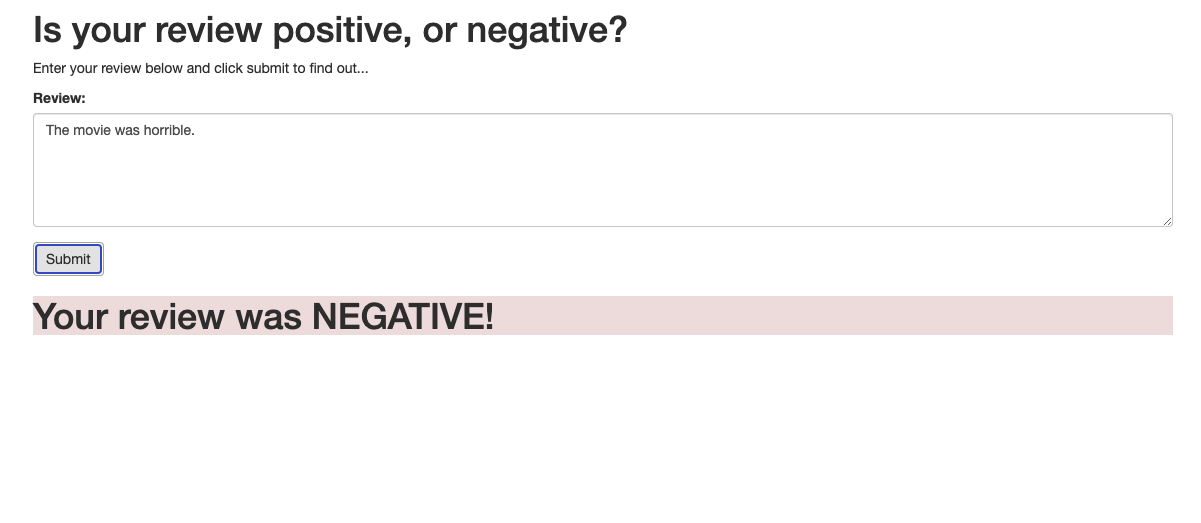 Is your review positive, or negative?
Enter your review below and click submit to find out...
Review:
The movie was horrible.
Submit
Your review was NEGATIVE!